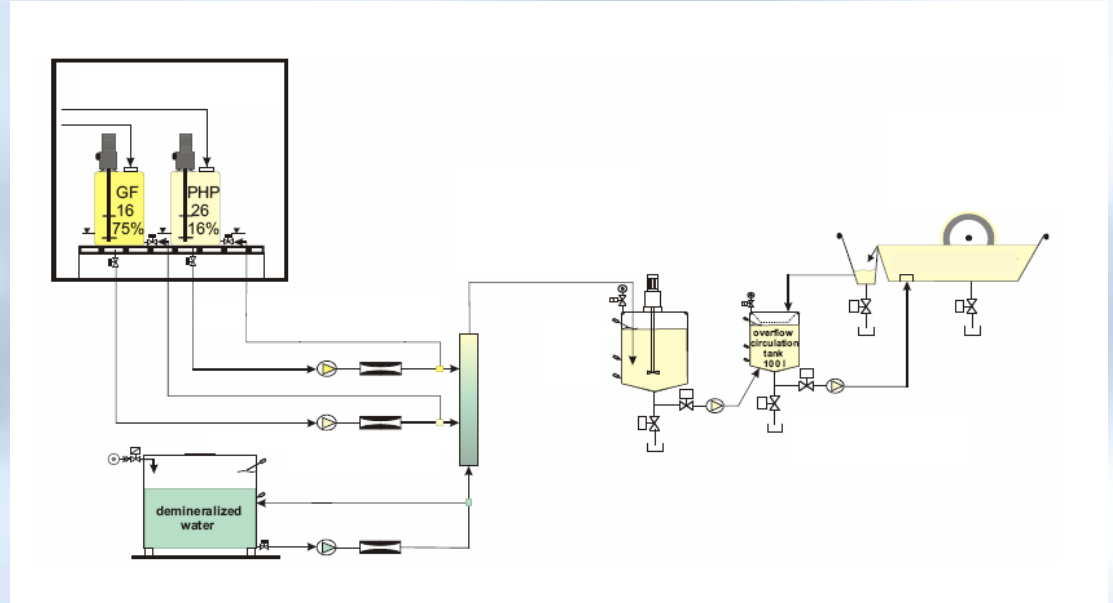 GF
16
75%
PHP
26
16%
overflow
circulation
tank
100 l
demineralized
water